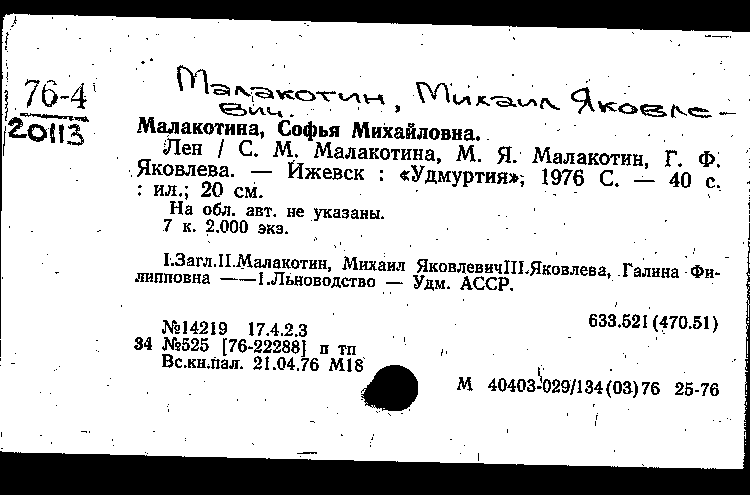 Малакотин, Михаил Яковле-
вич.
76-4
20113
Малакотина, Софья Михайловна.
Лен / С. М. Малакотина, М. Я. Малакотин, Г. Ф.
Яковлева. — Ижевск : «Удмуртия», 1976 С. — 40 с.
: ил.; 20 см.
На обл. авт. не указаны.
7 к. 2.000 экз.
I.Загл.II.Малакотин, Михаил ЯковлевичIII.Яковлева, Галина Фи-
липповна ——1.Льноводство — Удм. АССР.
633.521(470.51)
№14219 17.4.2.3
34 №525 [76-22288] п тп
Вс.кн.пал. 21.04.76 М18
М 40403-029/134(03)76 25-76